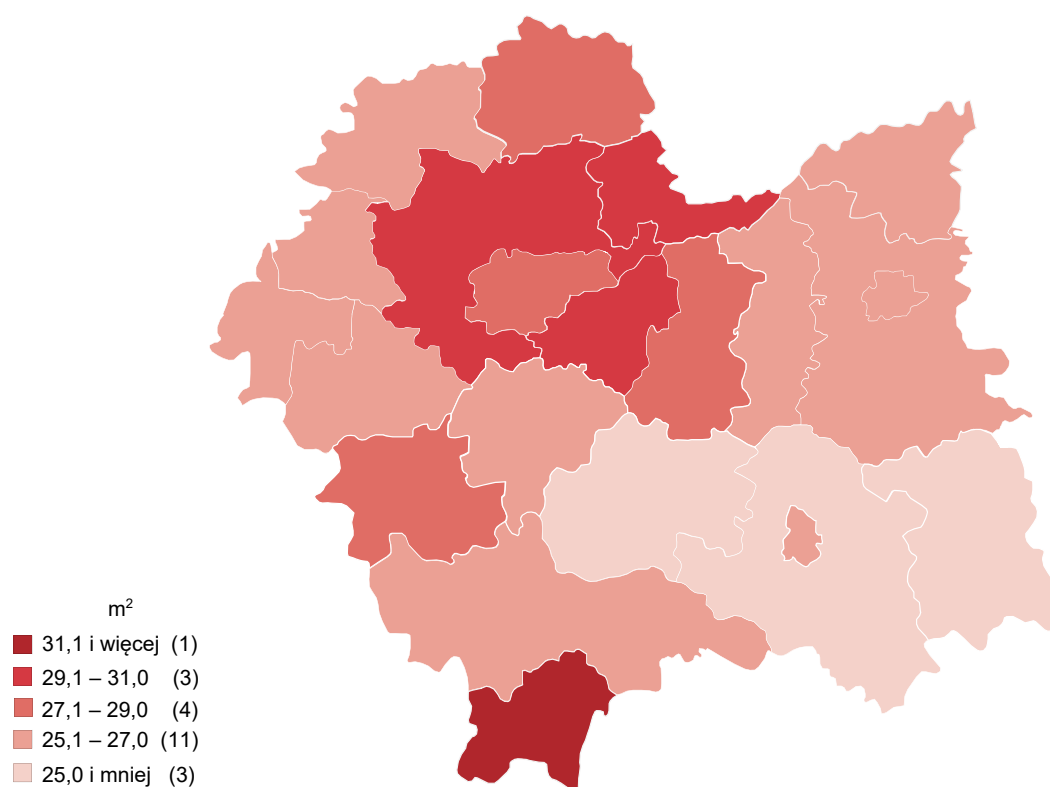 m²
31,1 i więcej (1)
29,1 – 31,0 (3)
27,1 – 29,0 (4)
25,1 – 27,0 (11)
25,0 i mniej (3)